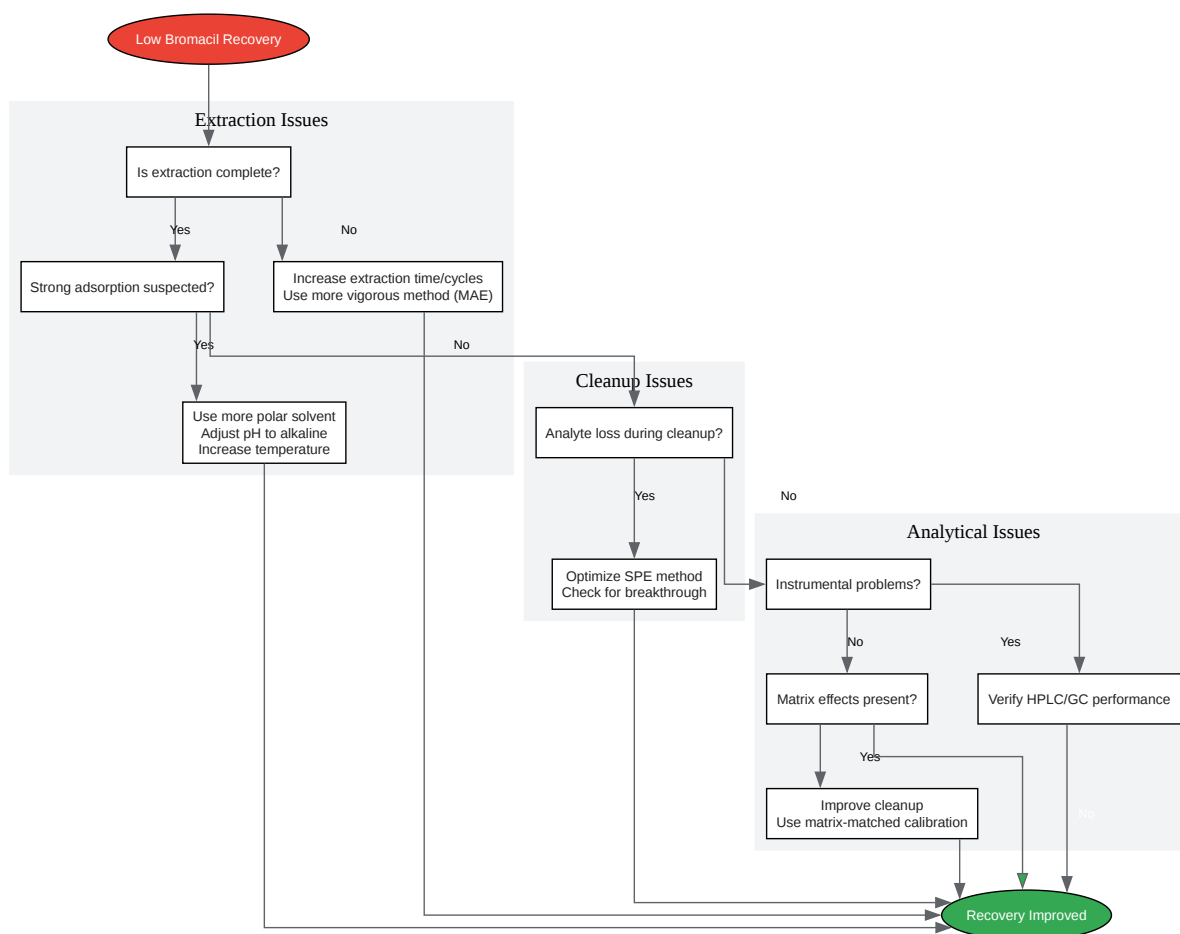 Low Bromacil Recovery
Extraction Issues
Is extraction complete?
Yes
No
Strong adsorption suspected?
Increase extraction time/cycles
Use more vigorous method (MAE)
Yes
No
Cleanup Issues
Use more polar solvent
Adjust pH to alkaline
Increase temperature
Analyte loss during cleanup?
Yes
No
Analytical Issues
Optimize SPE method
Check for breakthrough
Instrumental problems?
No
Yes
Matrix effects present?
Verify HPLC/GC performance
Yes
Improve cleanup
Use matrix-matched calibration
No
Recovery Improved